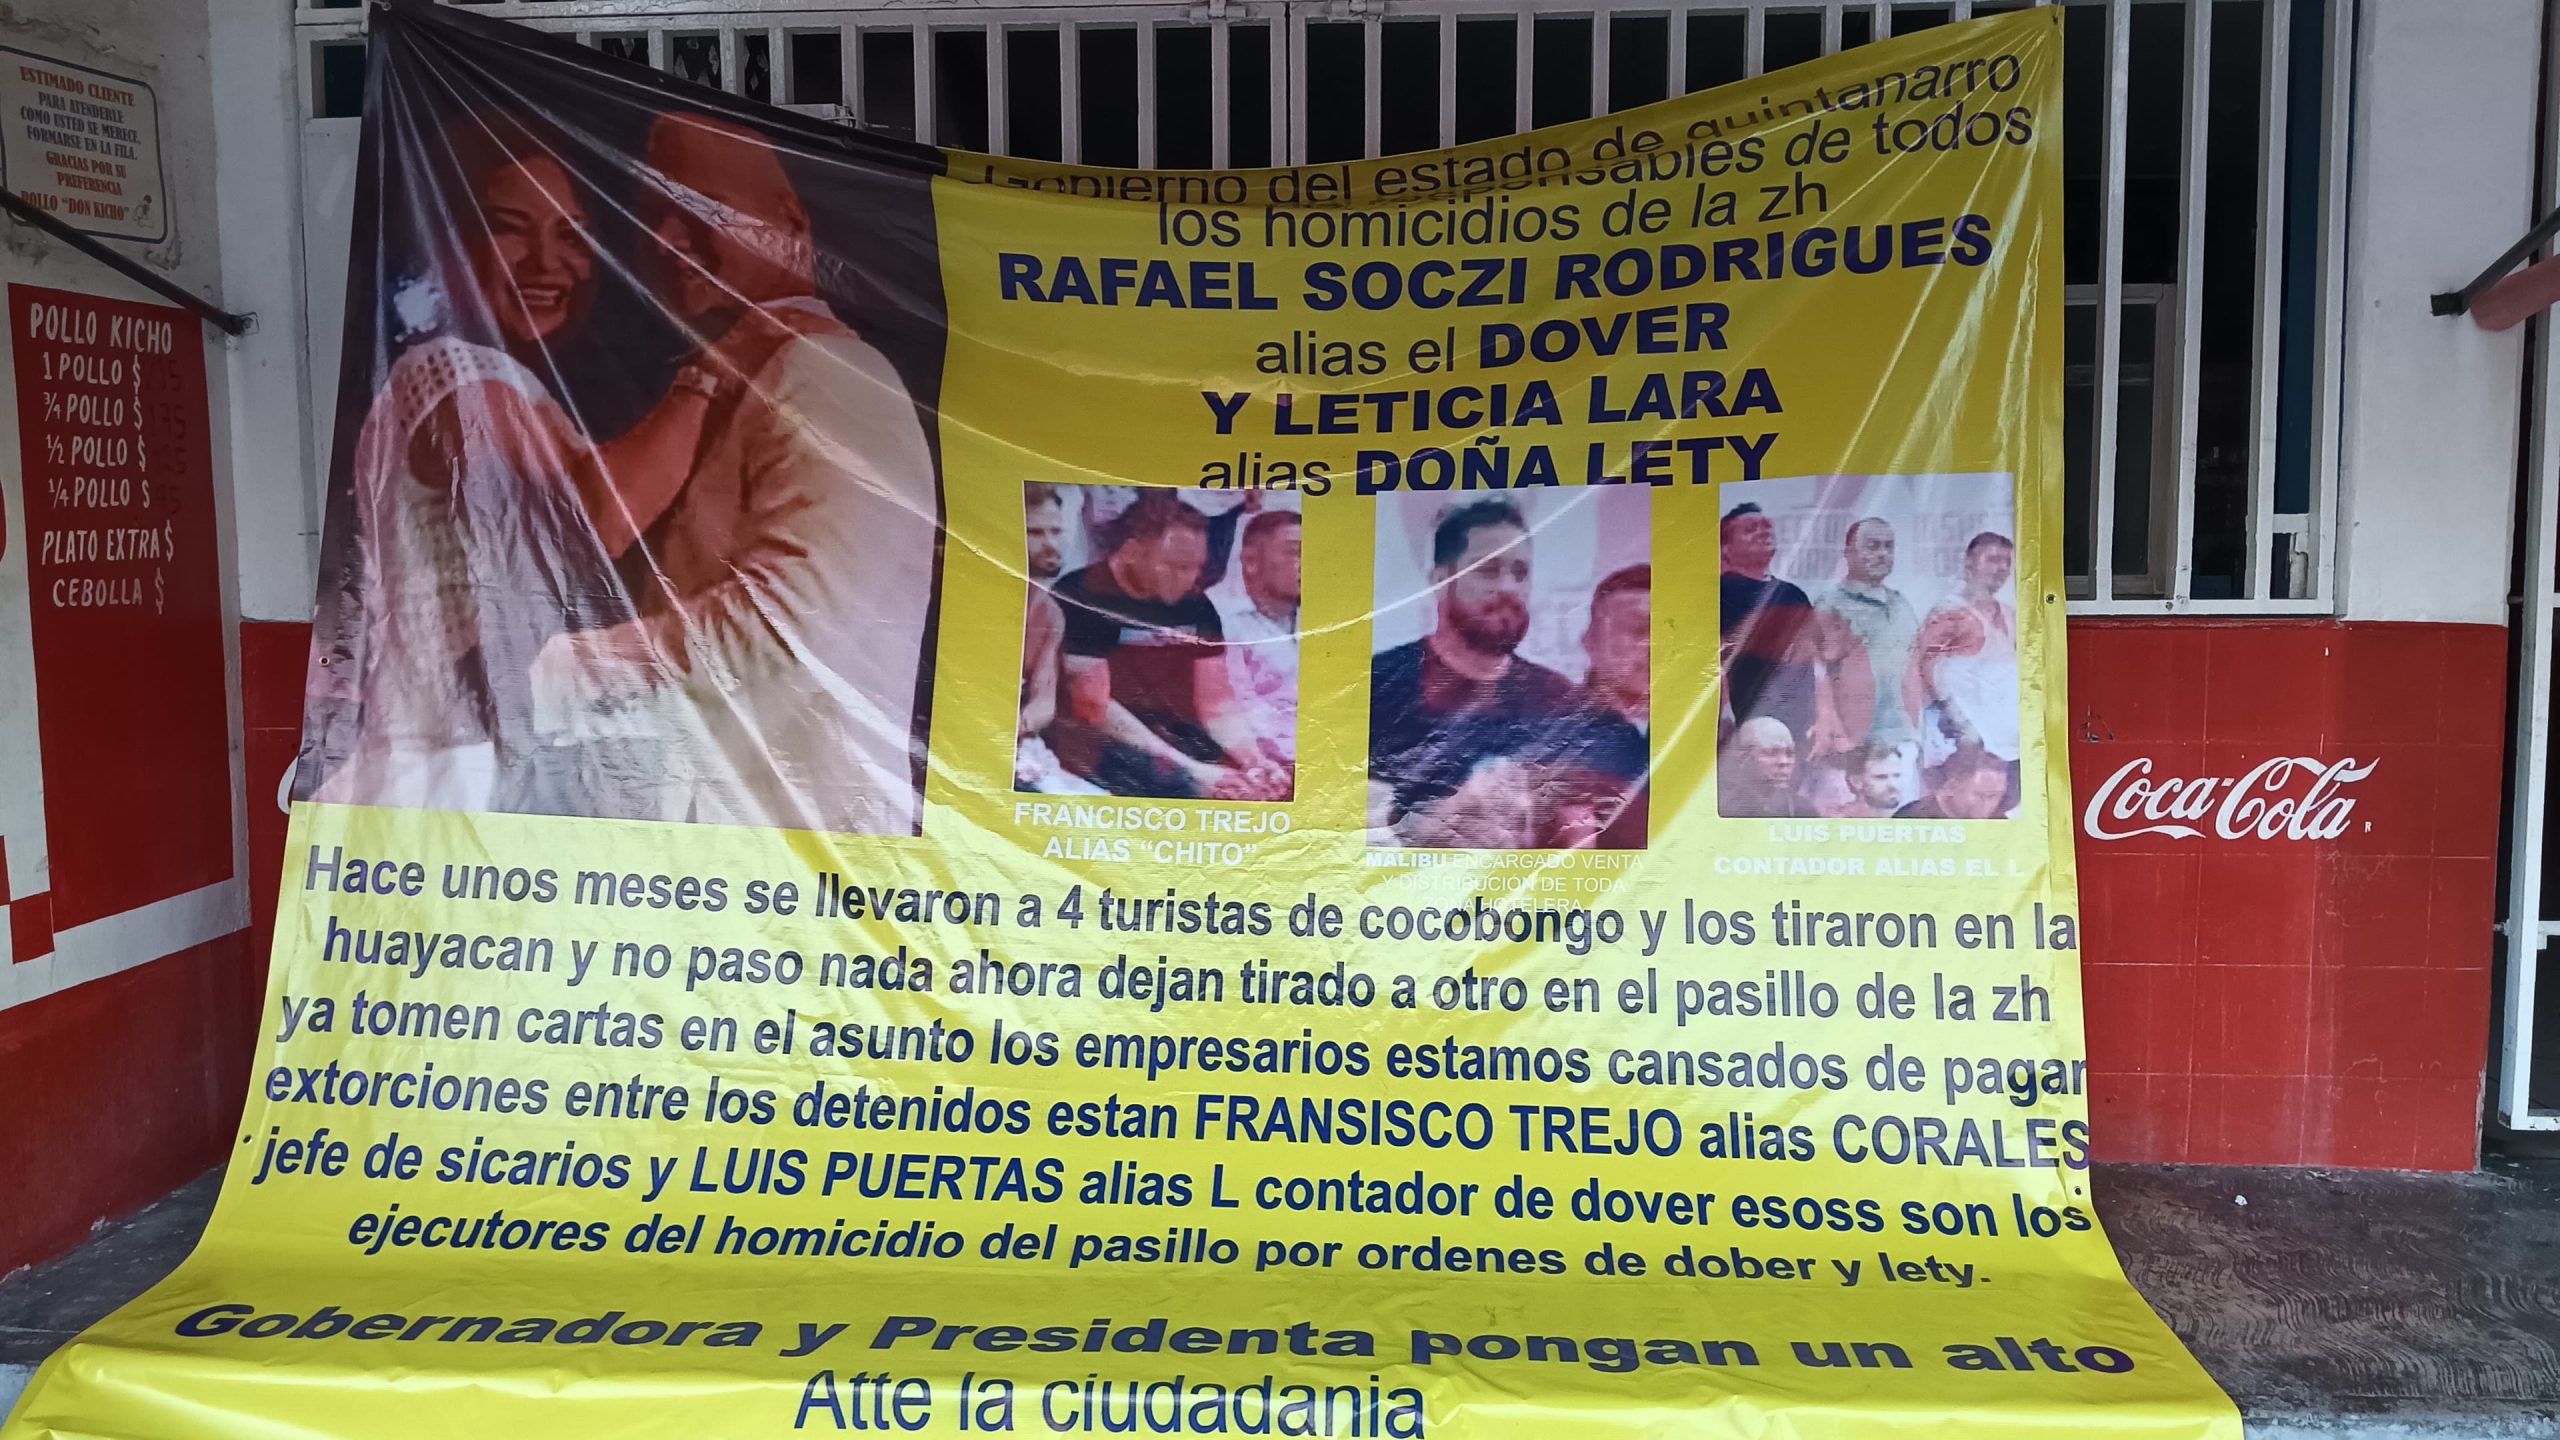 ESTIMADO CLIENTE
PARA ATENDERLE
COMO USTED SE MERECE,
FORMARSE EN LA FILA.
GRACIAS POR SU
PREFERENCIA
POLLO "DON KICHO"
POLLO KICHO
1 POLLO $
3/4 POLLO $
1/2 POLLO $
1/4 POLLO $
PLATO EXTRA $
CEBOLLA $
Gobierno del estado de quintanarro
responsables de todos
los homicidios de la zh
RAFAEL SOCZI RODRIGUES
alias el DOVER
Y LETICIA LARA
alias DOÑA LETY
FRANCISCO TREJO
ALIAS "CHITO"
MALIBU ENCARGADO VENTA
Y DISTRIBUCIÓN DE TODA
ZONA HOTELERA
LUIS PUERTAS
CONTADOR ALIAS EL L
Hace unos meses se llevaron a 4 turistas de cocobongo y los tiraron en la
huayacan y no paso nada ahora dejan tirado a otro en el pasillo de la zh
ya tomen cartas en el asunto los empresarios estamos cansados de pagar
extorciones entre los detenidos estan FRANSISCO TREJO alias CORALES
jefe de sicarios y LUIS PUERTAS alias L contador de dover esoss son los
ejecutores del homicidio del pasillo por ordenes de dober y lety.
Gobernadora y Presidenta pongan un alto
Atte la ciudadania
Coca-Cola